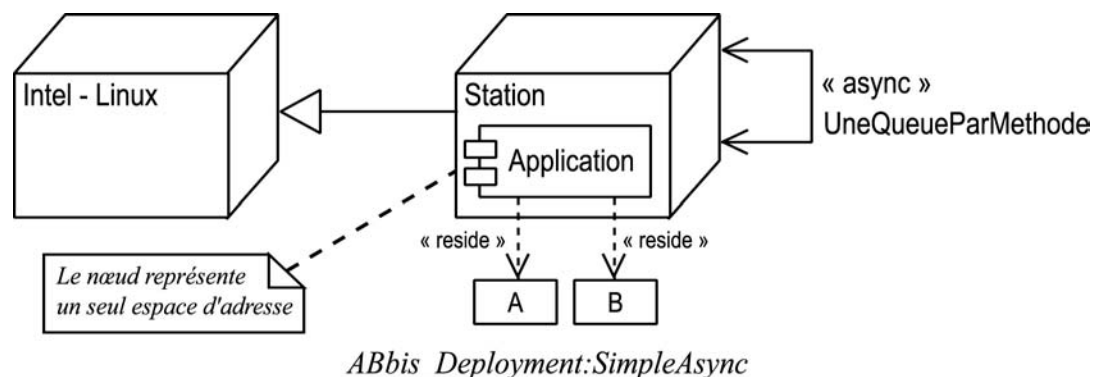 Intel - Linux
Station
Application
« async »
UneQueueParMethode
« reside »
« reside »
Le nœud représente
un seul espace d'adresse
A
B
ABbis Deployment:SimpleAsync